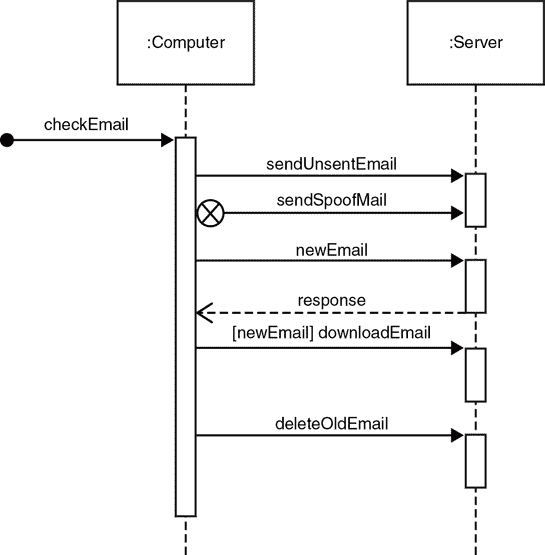 :Computer
:Server
checkEmail
sendUnsentEmail
sendSpoofMail
newEmail
response
[newEmail] downloadEmail
deleteOldEmail